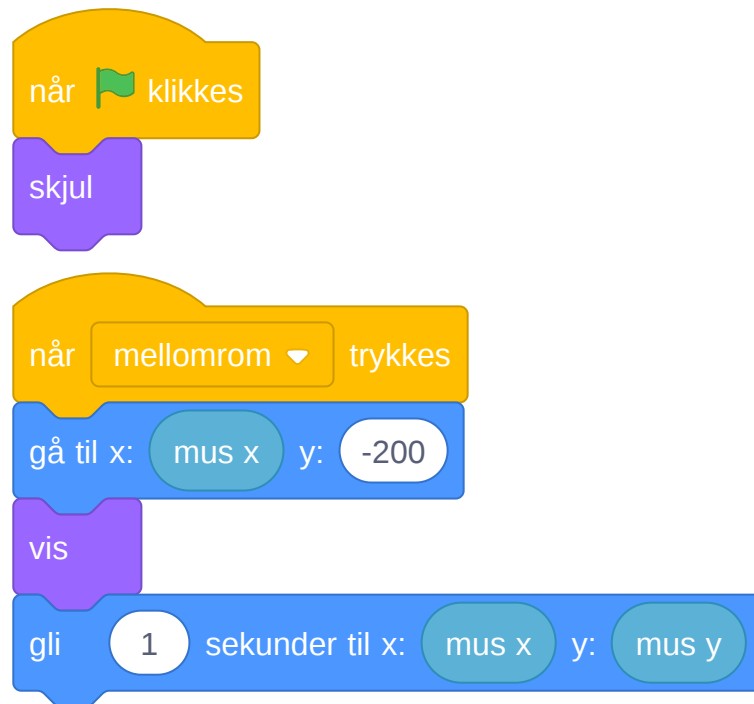 når klikkes
skjul
når mellomrom trykkes
gå til x: mus x y: -200
vis
gli 1 sekunder til x: mus x y: mus y